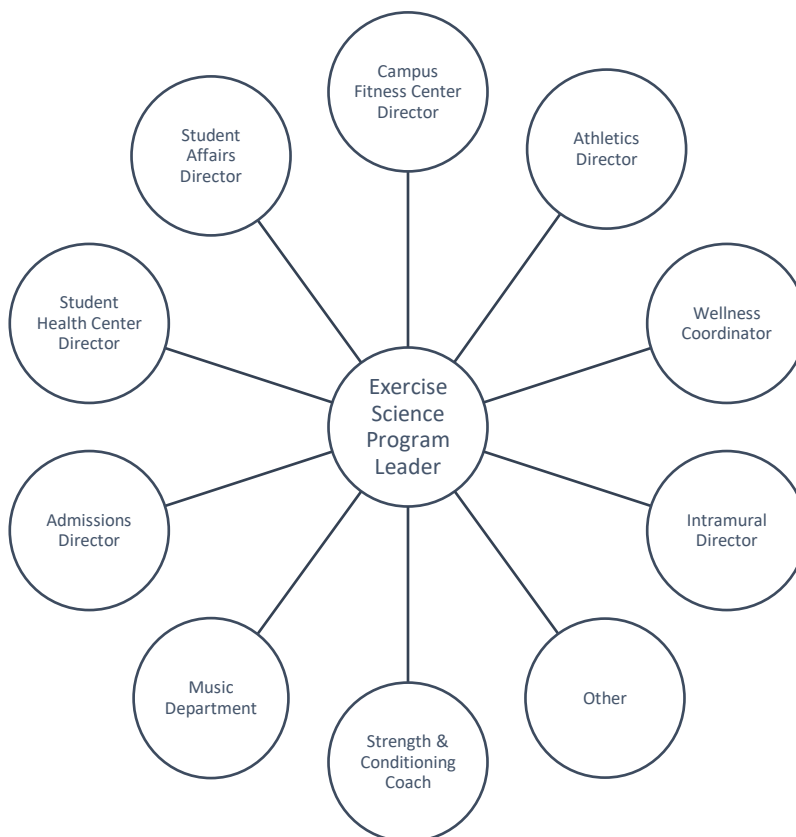 Campus
Fitness Center
Director
Athletics
Director
Wellness
Coordinator
Intramural
Director
Other
Strength &
Conditioning
Coach
Music
Department
Admissions
Director
Student
Health Center
Director
Student
Affairs
Director
Exercise
Science
Program
Leader